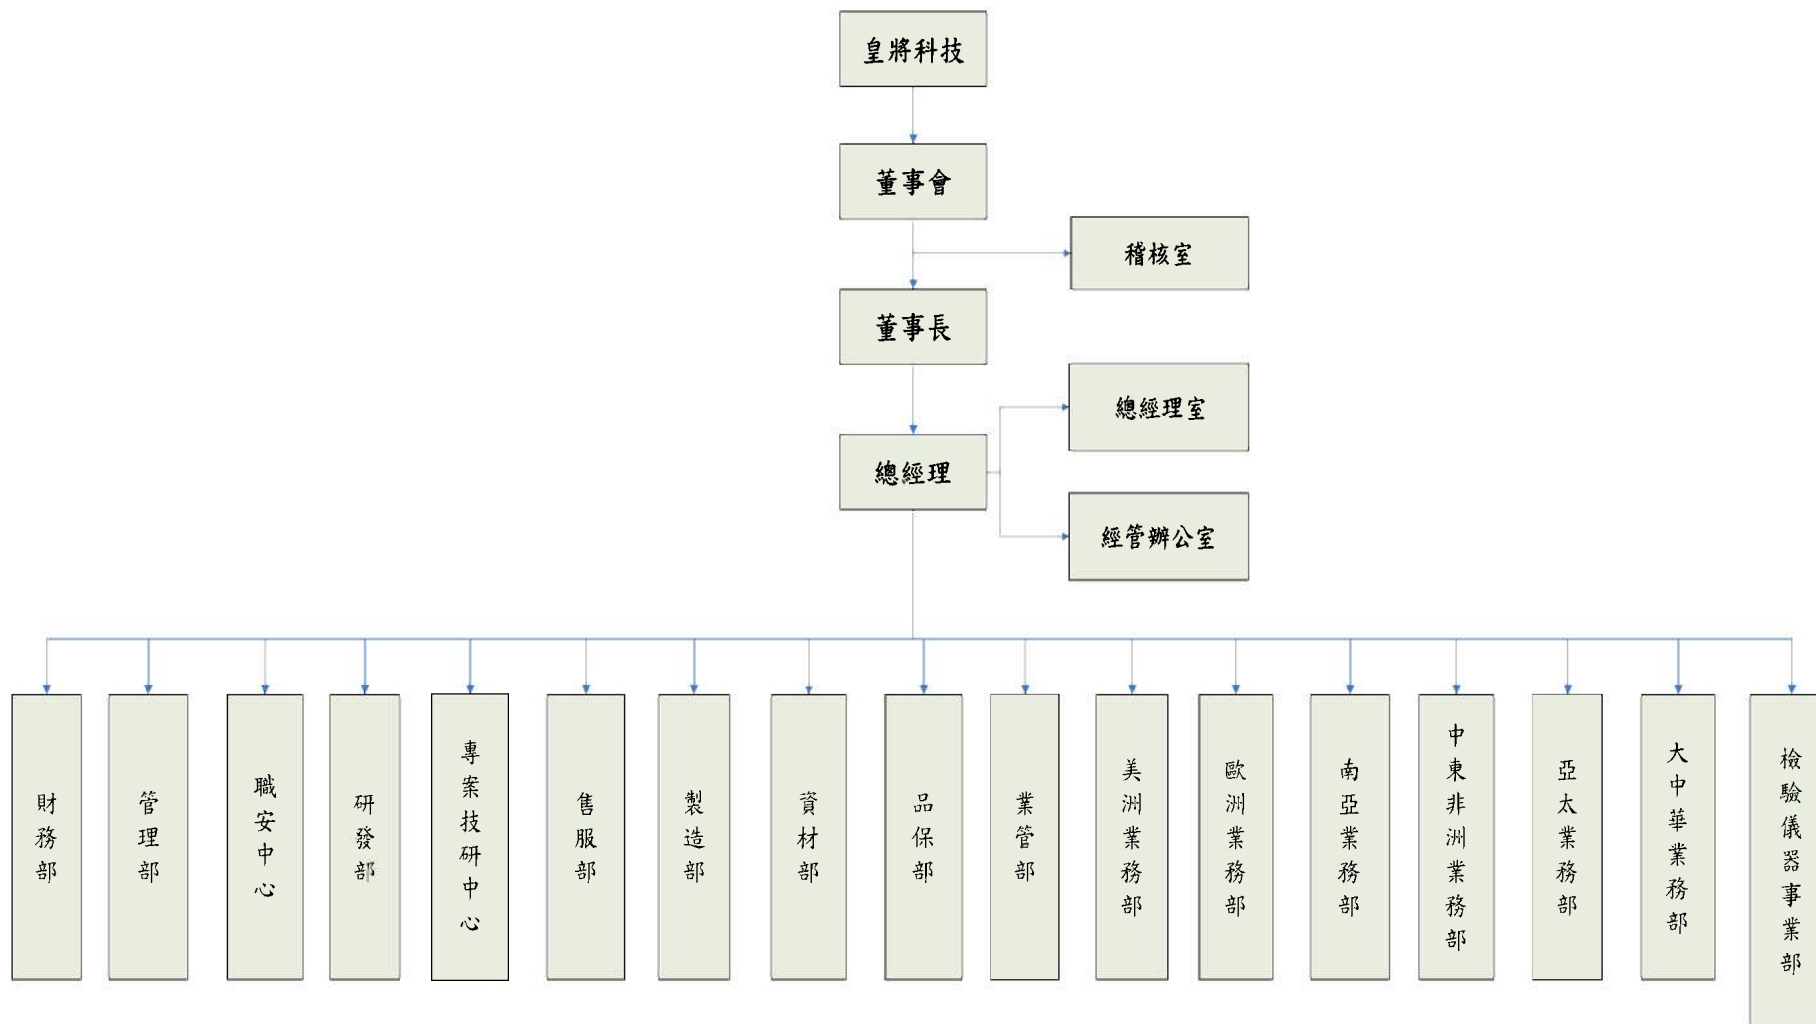 皇將科技
董事會
稽核室
董事長
總經理室
總經理
經管辦公室
財務部
管理部
職安中心
研發部
專案技研中心
售服部
製造部
資材部
品保部
業管部
美洲業務部
歐洲業務部
南亞業務部
中東非洲業務部
亞太業務部
大中華業務部
檢驗儀器事業部